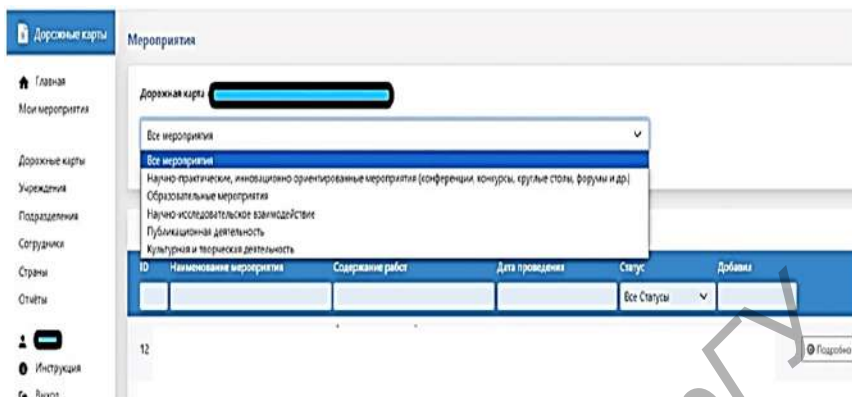 Дорожные карты
Мероприятия
Главная
Мои мероприятия
Дорожные карты
Учреждения
Подразделения
Сотрудники
Страны
Отчёты
Инструкция
Выход
Дорожная карта
Все мероприятия
Все мероприятия
Научно-практические, инновационно ориентированные мероприятия (конференции, конкурсы, круглые столы, форумы и др.)
Образовательные мероприятия
Научно-исследовательское взаимодействие
Публикационная деятельность
Культурная и творческая деятельность
ID Наименование мероприятия Содержание работ Дата проведения Статус Добавил
Все Статусы
12 Подробно